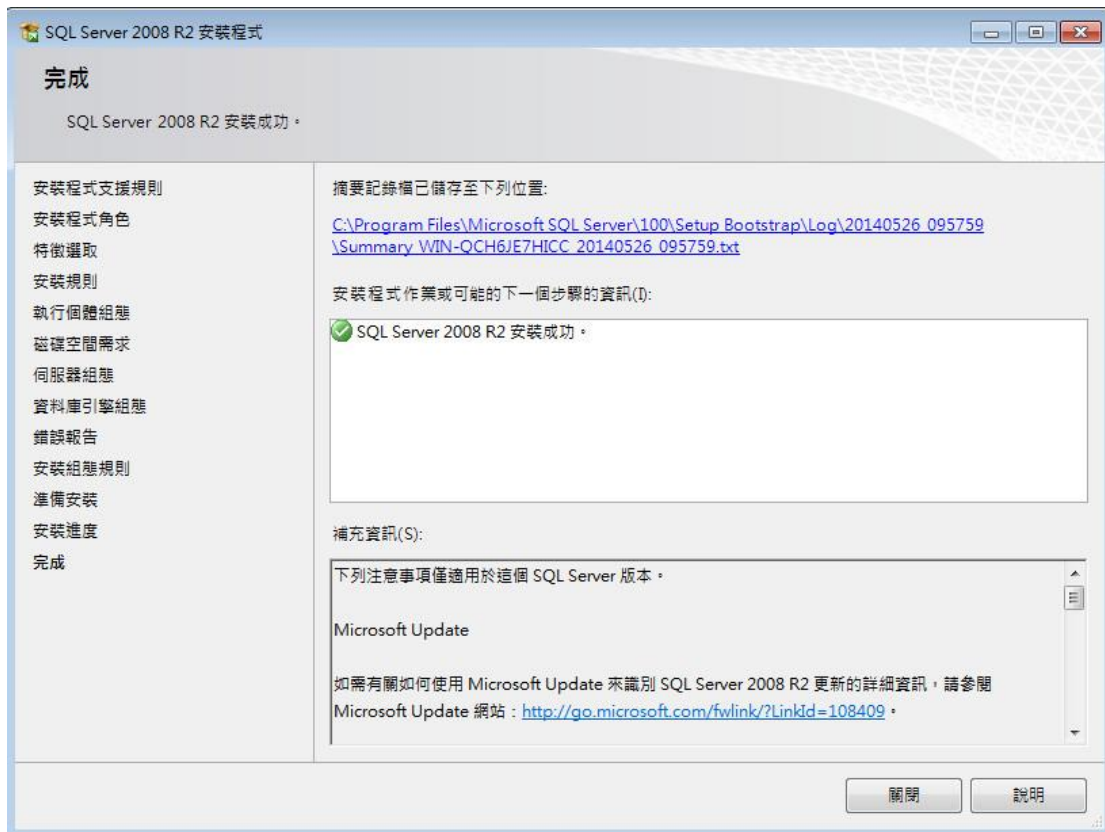 SQL Server 2008 R2 安裝程式
完成
SQL Server 2008 R2 安裝成功。
安裝程式支援規則
安裝程式角色
特徵選取
安裝規則
執行個體組態
磁碟空間需求
伺服器組態
資料庫引擎組態
錯誤報告
安裝組態規則
準備安裝
安裝進度
完成
摘要記錄檔已儲存至下列位置:
C:\Program Files\Microsoft SQL Server\100\Setup Bootstrap\Log\20140526_095759
\Summary_WIN-QCH6JE7HICC_20140526_095759.txt
安裝程式作業或可能的下一個步驟的資訊(I):
SQL Server 2008 R2 安裝成功。
補充資訊(S):
下列注意事項僅適用於這個 SQL Server 版本。
Microsoft Update
如需有關如何使用 Microsoft Update 來識別 SQL Server 2008 R2 更新的詳細資訊，請參閱
Microsoft Update 網站：http://go.microsoft.com/fwlink/?LinkId=108409。
關閉
說明